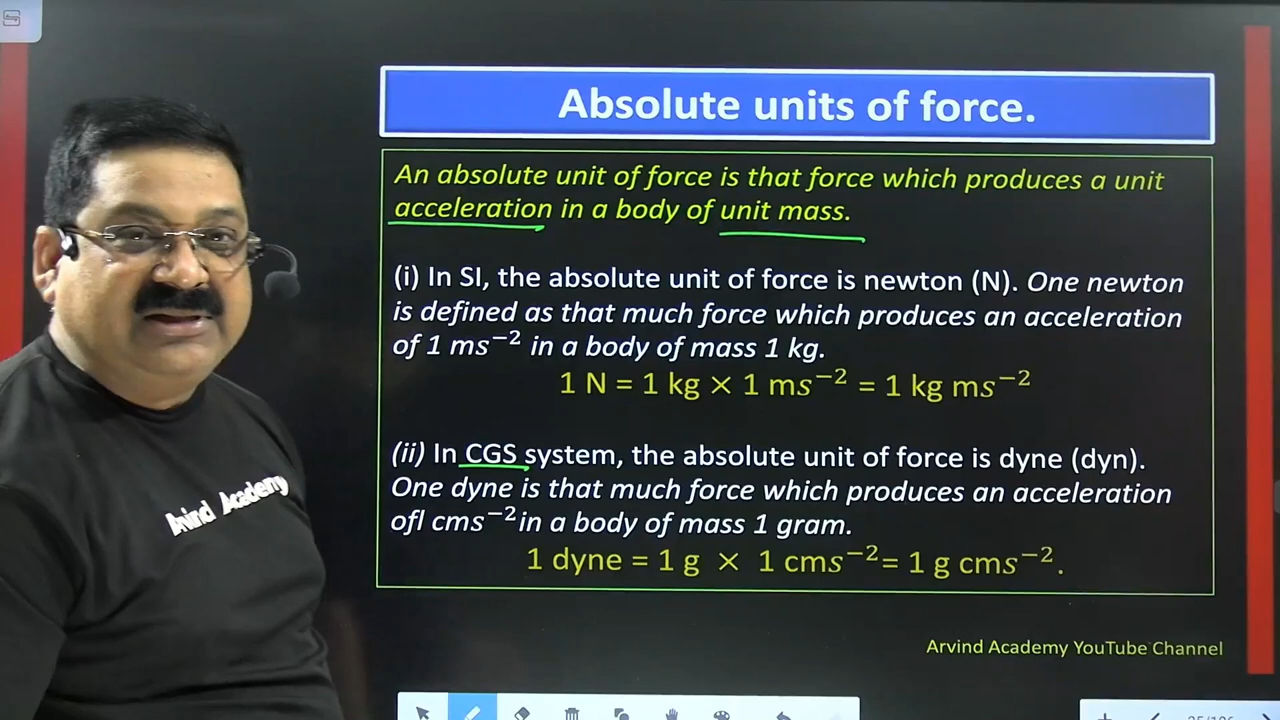 Absolute units of force.
An absolute unit of force is that force which produces a unit
acceleration in a body of unit mass.
(i) In SI, the absolute unit of force is newton (N). One newton
is defined as that much force which produces an acceleration
of 1 ms⁻² in a body of mass 1 kg.
1 N = 1 kg × 1 ms⁻² = 1 kg ms⁻²
(ii) In CGS system, the absolute unit of force is dyne (dyn).
One dyne is that much force which produces an acceleration
ofl cms⁻² in a body of mass 1 gram.
1 dyne = 1 g × 1 cms⁻² = 1 g cms⁻².
Arvind Academy
Arvind Academy YouTube Channel